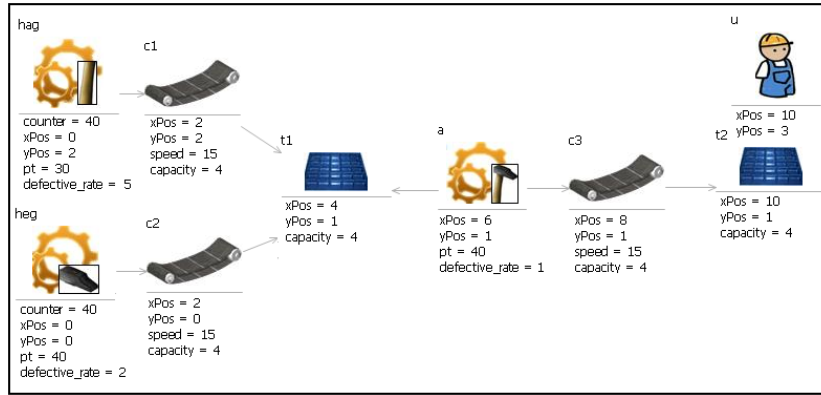 hag
counter = 40
xPos = 0
yPos = 2
pt = 30
defective_rate = 5
c1
xPos = 2
yPos = 2
speed = 15
capacity = 4
heg
counter = 40
xPos = 0
yPos = 0
pt = 40
defective_rate = 2
c2
xPos = 2
yPos = 0
speed = 15
capacity = 4
t1
xPos = 4
yPos = 1
capacity = 4
a
xPos = 6
yPos = 1
pt = 40
defective_rate = 1
c3
xPos = 8
yPos = 1
speed = 15
capacity = 4
u
xPos = 10
yPos = 3
t2
xPos = 10
yPos = 1
capacity = 4